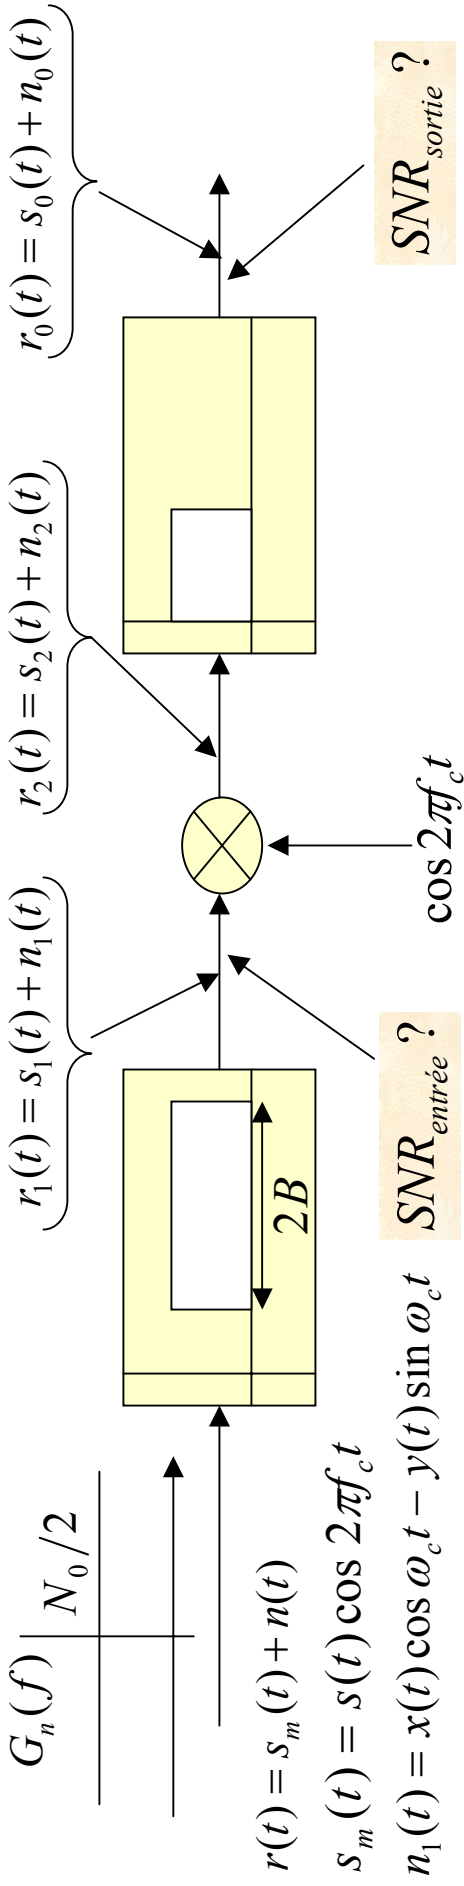 G_n(f)
N_0/2
r(t) = s_m(t) + n(t)
s_m(t) = s(t) cos 2πf_c t
n_1(t) = x(t) cos ω_c t − y(t) sin ω_c t
2B
r_1(t) = s_1(t) + n_1(t)
SNR_entrée ?
r_2(t) = s_2(t) + n_2(t)
cos 2πf_c t
r_0(t) = s_0(t) + n_0(t)
SNR_sortie ?